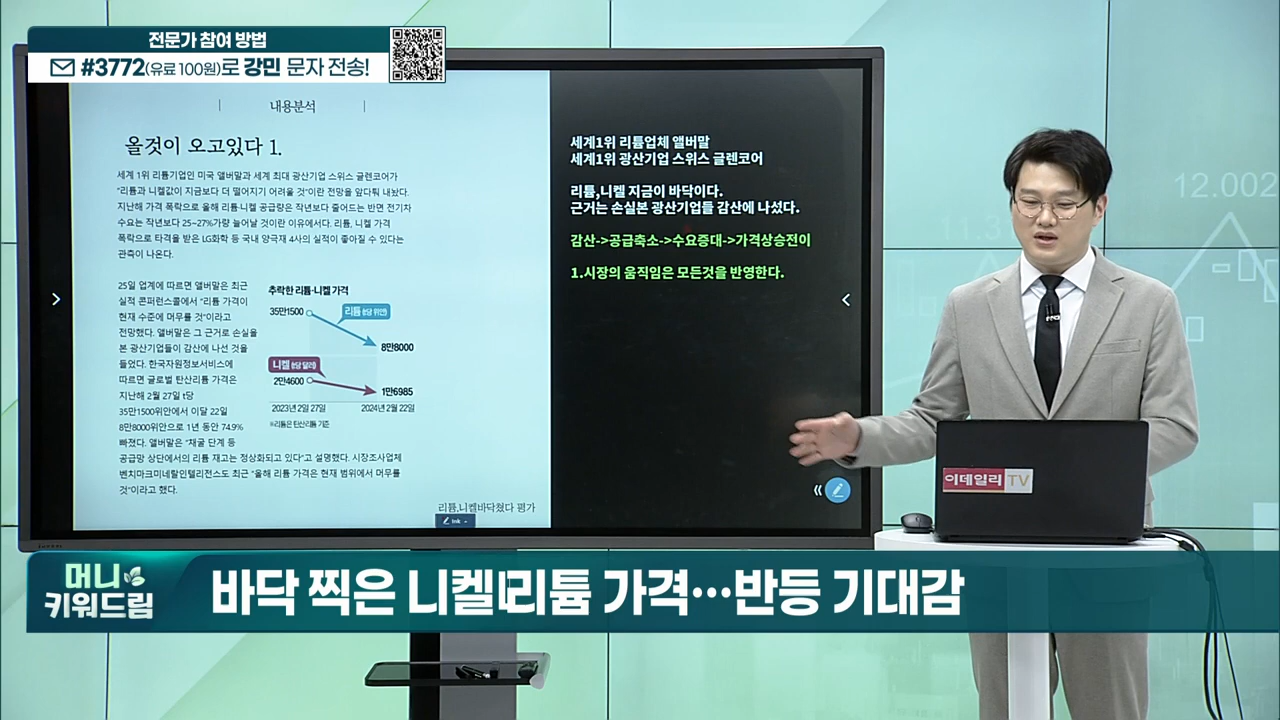 전문가 참여 방법
#3772(유료 100원)로 강민 문자 전송!
내용분석
올것이 오고있다 1.
세계 1위 리튬기업인 미국 앨버말과 세계 최대 광산기업 스위스 글렌코어가
"리튬과 니켈값이 지금보다 더 떨어지기 어려울 것"이란 전망을 앞다퉈 내놨다.
지난해 가격 폭락으로 올해 리튬·니켈 공급량은 작년보다 줄어드는 반면 전기차
수요는 작년보다 25~27%가량 늘어날 것이란 이유에서다. 리튬, 니켈 가격
폭락으로 타격을 받은 LG화학 등 국내 양극재 4사의 실적이 좋아질 수 있다는
관측이 나온다.
25일 업계에 따르면 앨버말은 최근
실적 콘퍼런스콜에서 "리튬 가격이
현재 수준에 머무를 것"이라고
전망했다. 앨버말은 그 근거로 손실을
본 광산기업들이 감산에 나선 것을
들었다. 한국자원정보서비스에
따르면 글로벌 탄산리튬 가격은
지난해 2월 27일 t당
35만1500위안에서 이달 22일
8만8000위안으로 1년 동안 74.9%
빠졌다. 앨버말은 "채굴 단계 등
공급망 상단에서의 리튬 재고는 정상화되고 있다"고 설명했다. 시장조사업체
벤치마크미네랄인텔리전스도 최근 "올해 리튬 가격은 현재 범위에서 머무를
것"이라고 했다.
추락한 리튬·니켈 가격
35만1500
리튬(t당 위안)
8만8000
니켈(t당 달러)
2만4600
1만6985
2023년 2일 27일
2024년 2월 22일
※리튬은 탄산리튬 기준
리튬,니켈바닥쳤다 평가
Ink
세계1위 리튬업체 앨버말
세계1위 광산기업 스위스 글렌코어
리튬,니켈 지금이 바닥이다.
근거는 손실본 광산기업들 감산에 나섰다.
감산->공급축소->수요증대->가격상승전이
1.시장의 움직임은 모든것을 반영한다.
12.002
이데일리TV
머니
키워드림
바닥 찍은 니켈·리튬 가격…반등 기대감